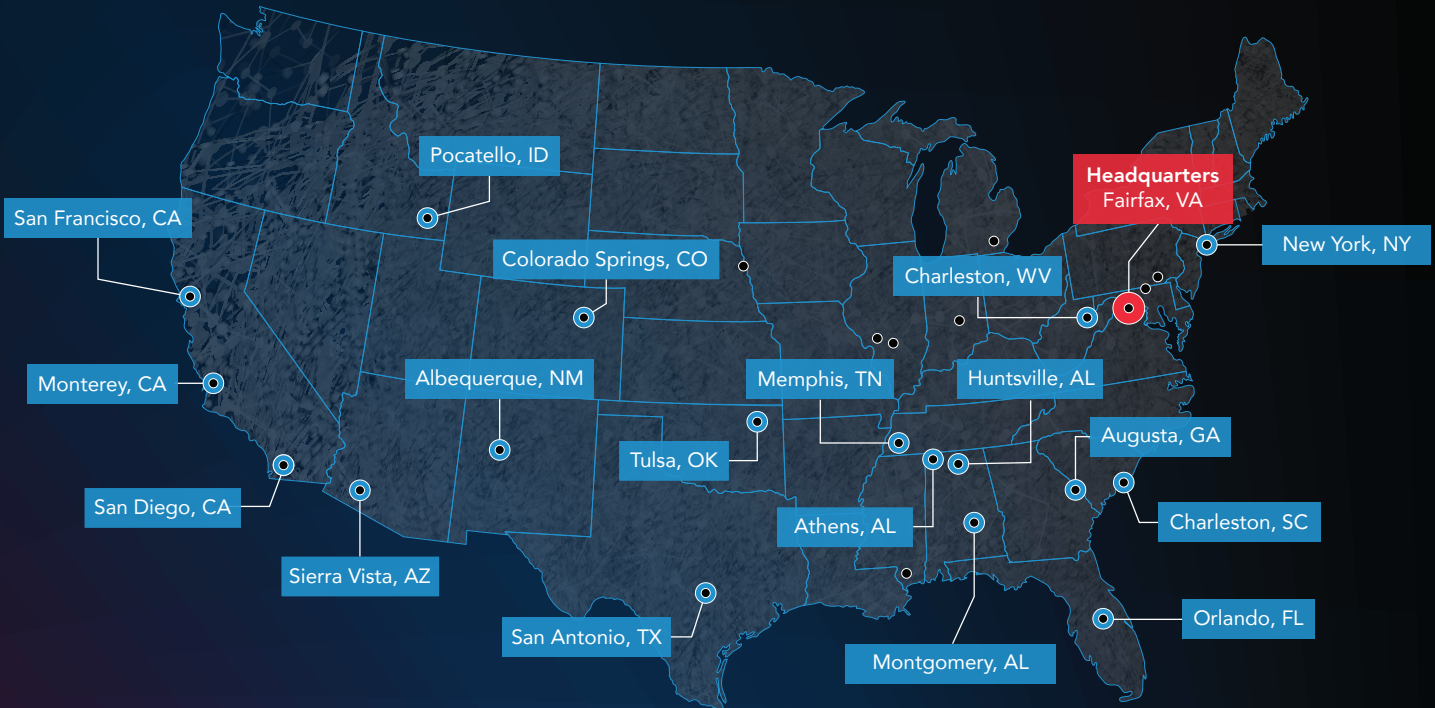 Pocatello, ID
Headquarters
Fairfax, VA
San Francisco, CA
New York, NY
Colorado Springs, CO
Charleston, WV
Monterey, CA
Albequerque, NM
Memphis, TN
Huntsville, AL
Augusta, GA
Tulsa, OK
San Diego, CA
Athens, AL
Charleston, SC
Sierra Vista, AZ
San Antonio, TX
Orlando, FL
Montgomery, AL